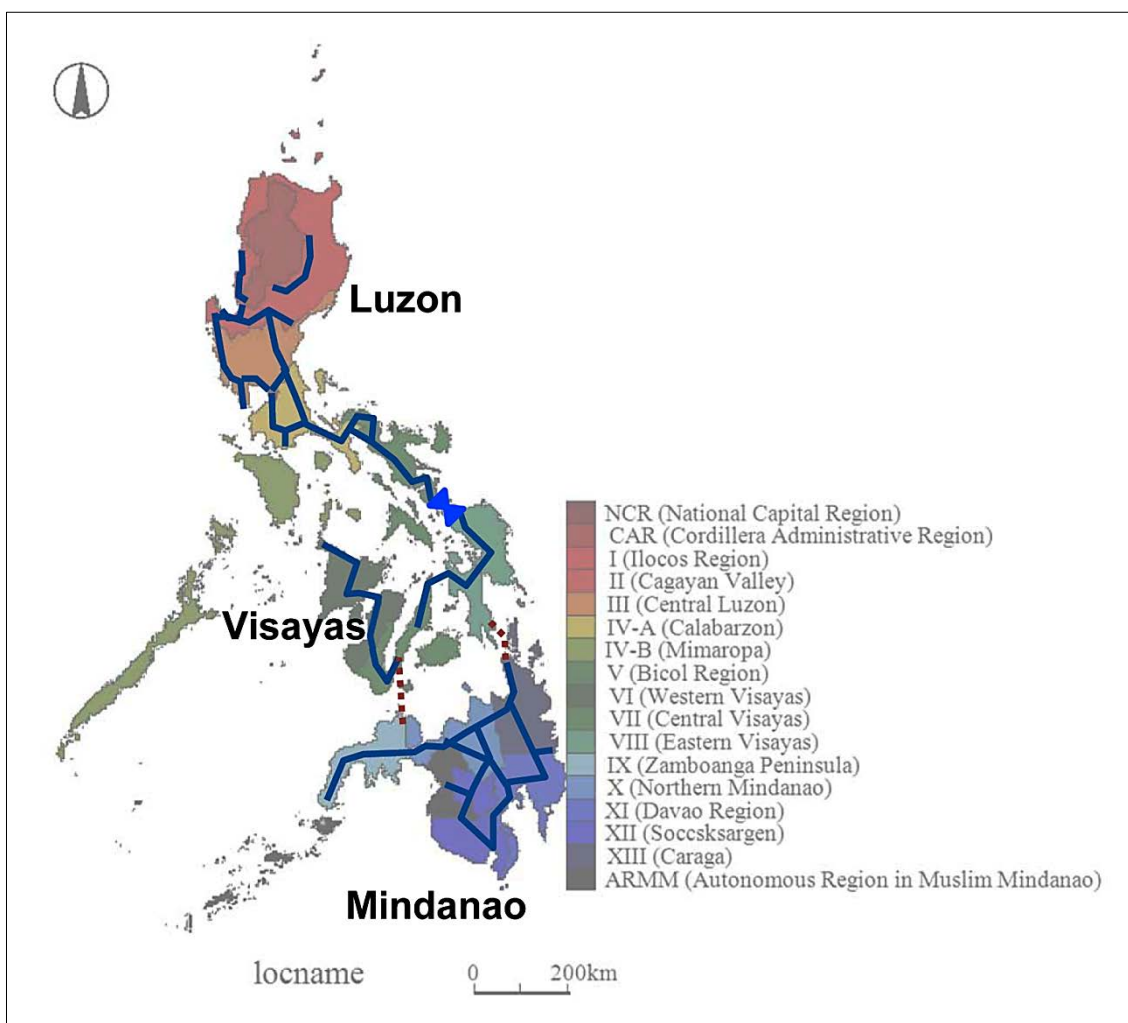 Luzon
Visayas
Mindanao
NCR (National Capital Region)
CAR (Cordillera Administrative Region)
I (Ilocos Region)
II (Cagayan Valley)
III (Central Luzon)
IV-A (Calabarzon)
IV-B (Mimaropa)
V (Bicol Region)
VI (Western Visayas)
VII (Central Visayas)
VIII (Eastern Visayas)
IX (Zamboanga Peninsula)
X (Northern Mindanao)
XI (Davao Region)
XII (Soccsksargen)
XIII (Caraga)
ARMM (Autonomous Region in Muslim Mindanao)
locname
0 200km